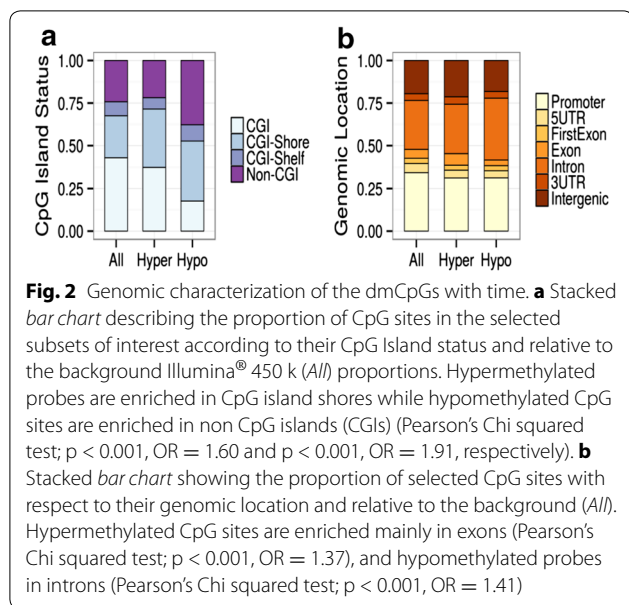 a
b
CpG Island Status
1.00
0.75
0.50
0.25
0.00
All Hyper Hypo
CGI
CGI-Shore
CGI-Shelf
Non-CGI
Genomic Location
1.00
0.75
0.50
0.25
0.00
All Hyper Hypo
Promoter
5UTR
FirstExon
Exon
Intron
3UTR
Intergenic
Fig. 2 Genomic characterization of the dmCpGs with time. a Stacked
bar chart describing the proportion of CpG sites in the selected
subsets of interest according to their CpG Island status and relative to
the background Illumina® 450 k (All) proportions. Hypermethylated
probes are enriched in CpG island shores while hypomethylated CpG
sites are enriched in non CpG islands (CGIs) (Pearson's Chi squared
test; p < 0.001, OR = 1.60 and p < 0.001, OR = 1.91, respectively). b
Stacked bar chart showing the proportion of selected CpG sites with
respect to their genomic location and relative to the background (All).
Hypermethylated CpG sites are enriched mainly in exons (Pearson's
Chi squared test; p < 0.001, OR = 1.37), and hypomethylated probes
in introns (Pearson's Chi squared test; p < 0.001, OR = 1.41)